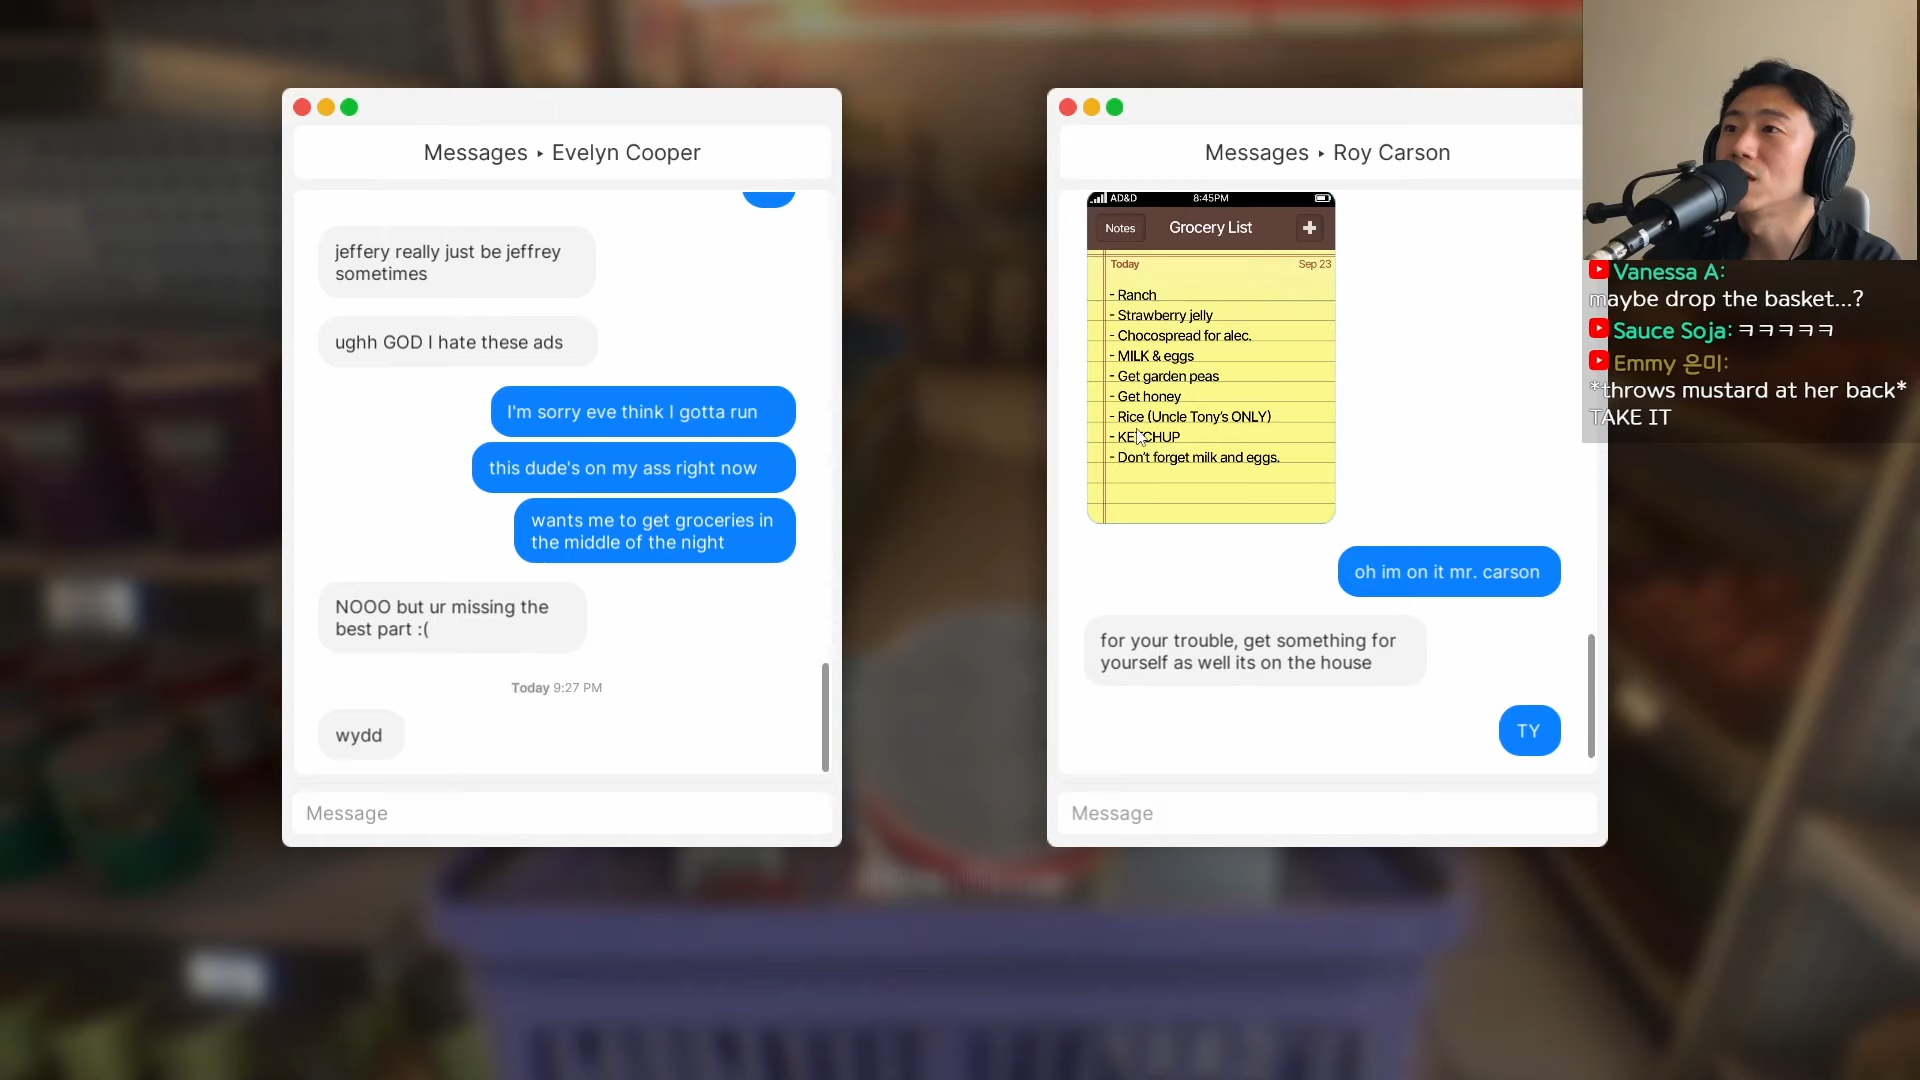 Messages ‣ Evelyn Cooper
jeffery really just be jeffrey
sometimes
ughh GOD I hate these ads
I'm sorry eve think I gotta run
this dude's on my ass right now
wants me to get groceries in
the middle of the night
NOOO but ur missing the
best part :(
Today 9:27 PM
wydd
Message
Messages ‣ Roy Carson
AD&D 8:45PM
Notes Grocery List +
Today Sep 23
- Ranch
- Strawberry jelly
- Chocospread for alec.
- MILK & eggs
- Get garden peas
- Get honey
- Rice (Uncle Tony's ONLY)
- KETCHUP
- Don't forget milk and eggs.
oh im on it mr. carson
for your trouble, get something for
yourself as well its on the house
TY
Message
Vanessa A:
maybe drop the basket...?
Sauce Soja: ㅋㅋㅋㅋㅋ
Emmy 은미:
*throws mustard at her back*
TAKE IT